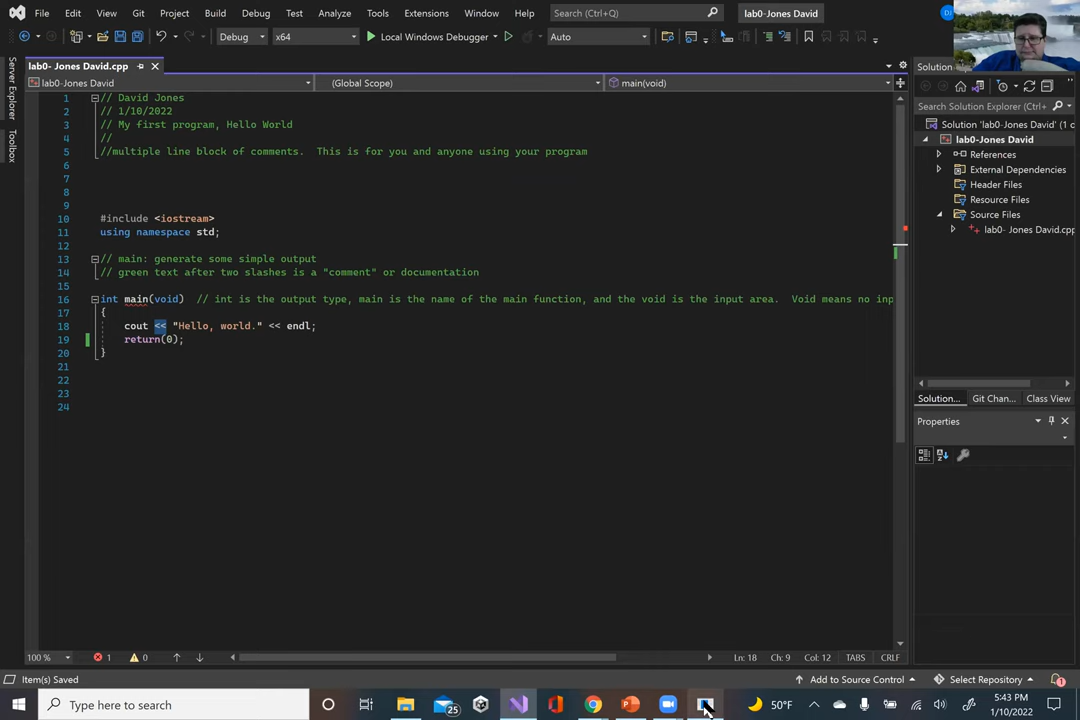 File Edit View Git Project Build Debug Test Analyze Tools Extensions Window Help Search (Ctrl+Q) lab0-Jones David DJ
Debug x64 Local Windows Debugger Auto
lab0- Jones David.cpp
Solution
lab0-Jones David (Global Scope) main(void)
Server Explorer
Toolbox
1 // David Jones
2 // 1/10/2022
3 // My first program, Hello World
4 //
5 //multiple line block of comments. This is for you and anyone using your program
6
7
8
9
10 #include <iostream>
11 using namespace std;
12
13 // main: generate some simple output
14 // green text after two slashes is a "comment" or documentation
15
16 int main(void) // int is the output type, main is the name of the main function, and the void is the input area. Void means no inp
17 {
18 cout << "Hello, world." << endl;
19 return(0);
20 }
21
22
23
24
Search Solution Explorer (Ctrl+
Solution 'lab0-Jones David' (1 c
lab0-Jones David
References
External Dependencies
Header Files
Resource Files
Source Files
lab0- Jones David.cpp
Solution... Git Chan... Class View
Properties
100 % 1 0 Ln: 18 Ch: 9 Col: 12 TABS CRLF
Item(s) Saved Add to Source Control Select Repository 1
Type here to search 25 50°F 5:43 PM
1/10/2022